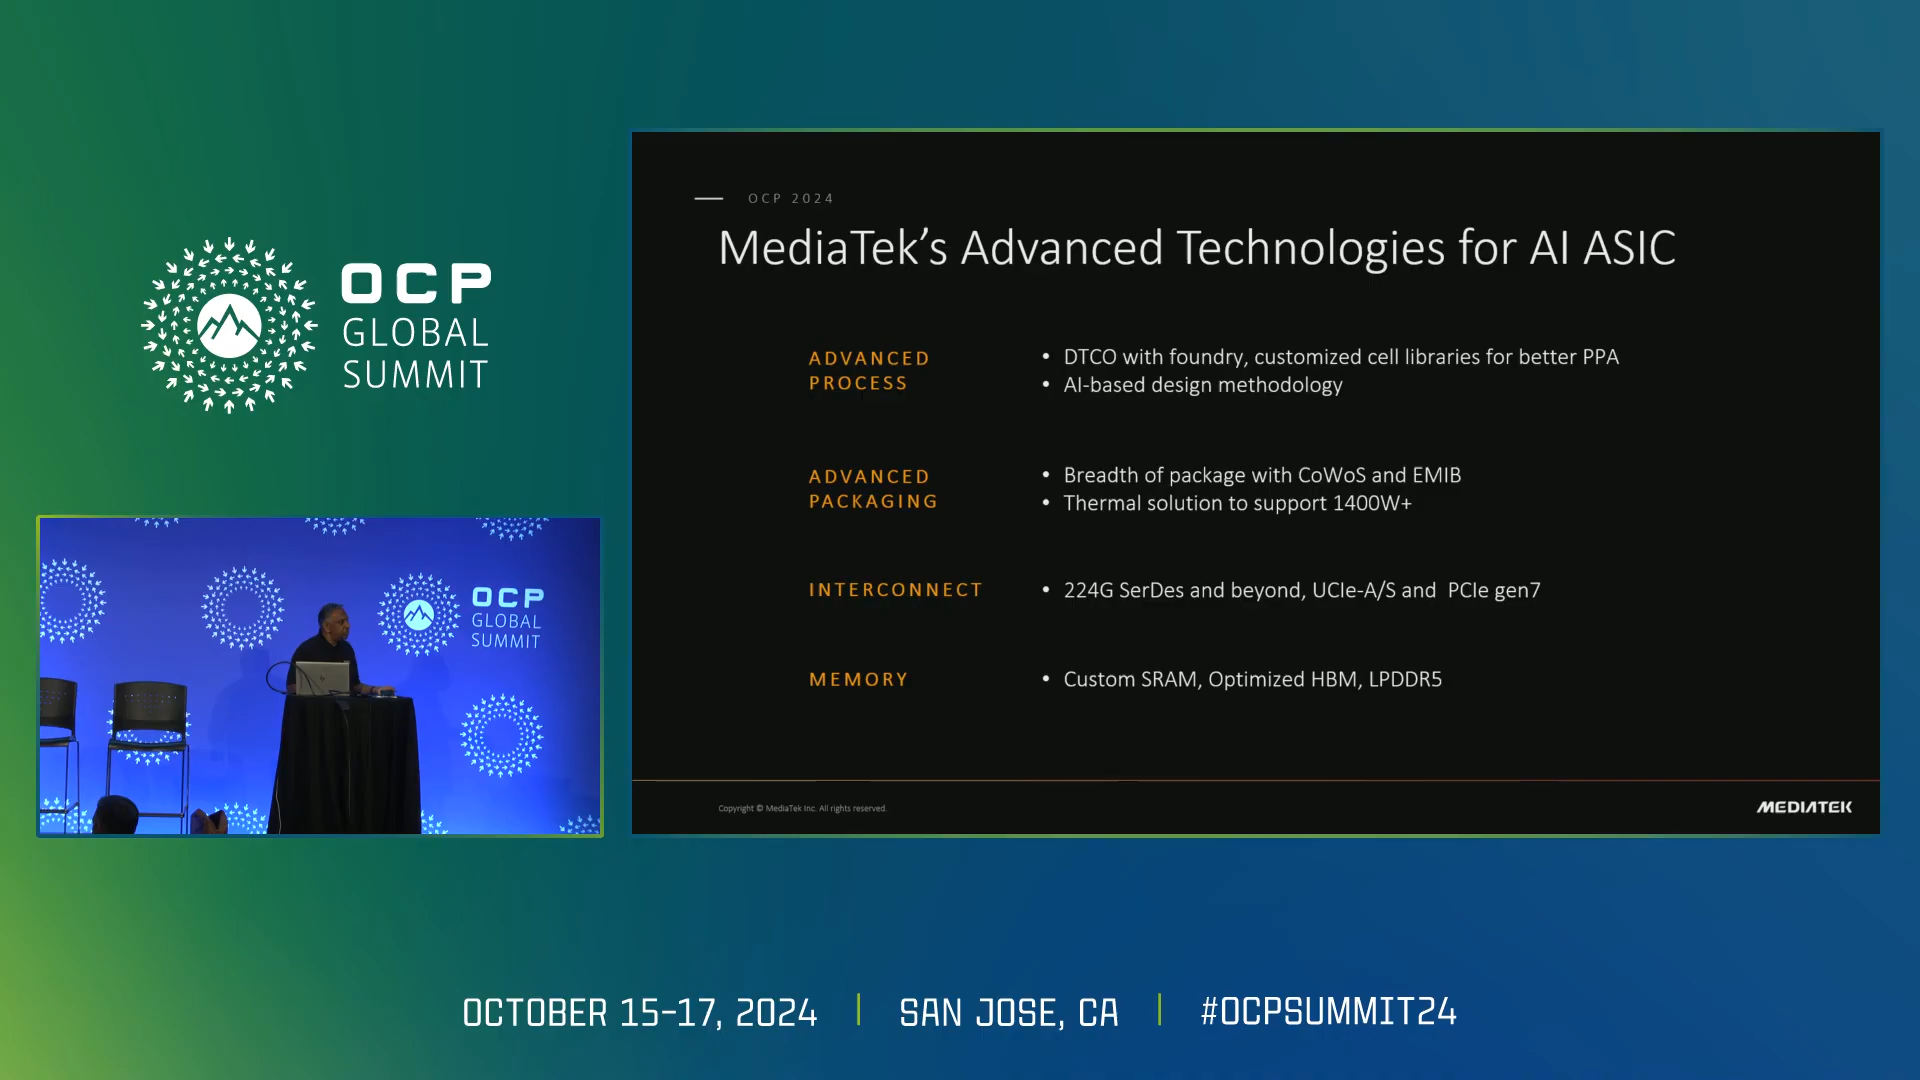 OCP
GLOBAL
SUMMIT
OCP
GLOBAL
SUMMIT
OCP 2024
MediaTek's Advanced Technologies for AI ASIC
ADVANCED
PROCESS
• DTCO with foundry, customized cell libraries for better PPA
• AI-based design methodology
ADVANCED
PACKAGING
• Breadth of package with CoWoS and EMIB
• Thermal solution to support 1400W+
INTERCONNECT
• 224G SerDes and beyond, UCIe-A/S and PCIe gen7
MEMORY
• Custom SRAM, Optimized HBM, LPDDR5
Copyright © MediaTek Inc. All rights reserved.
MEDIATEK
OCTOBER 15-17, 2024 | SAN JOSE, CA | #OCPSUMMIT24